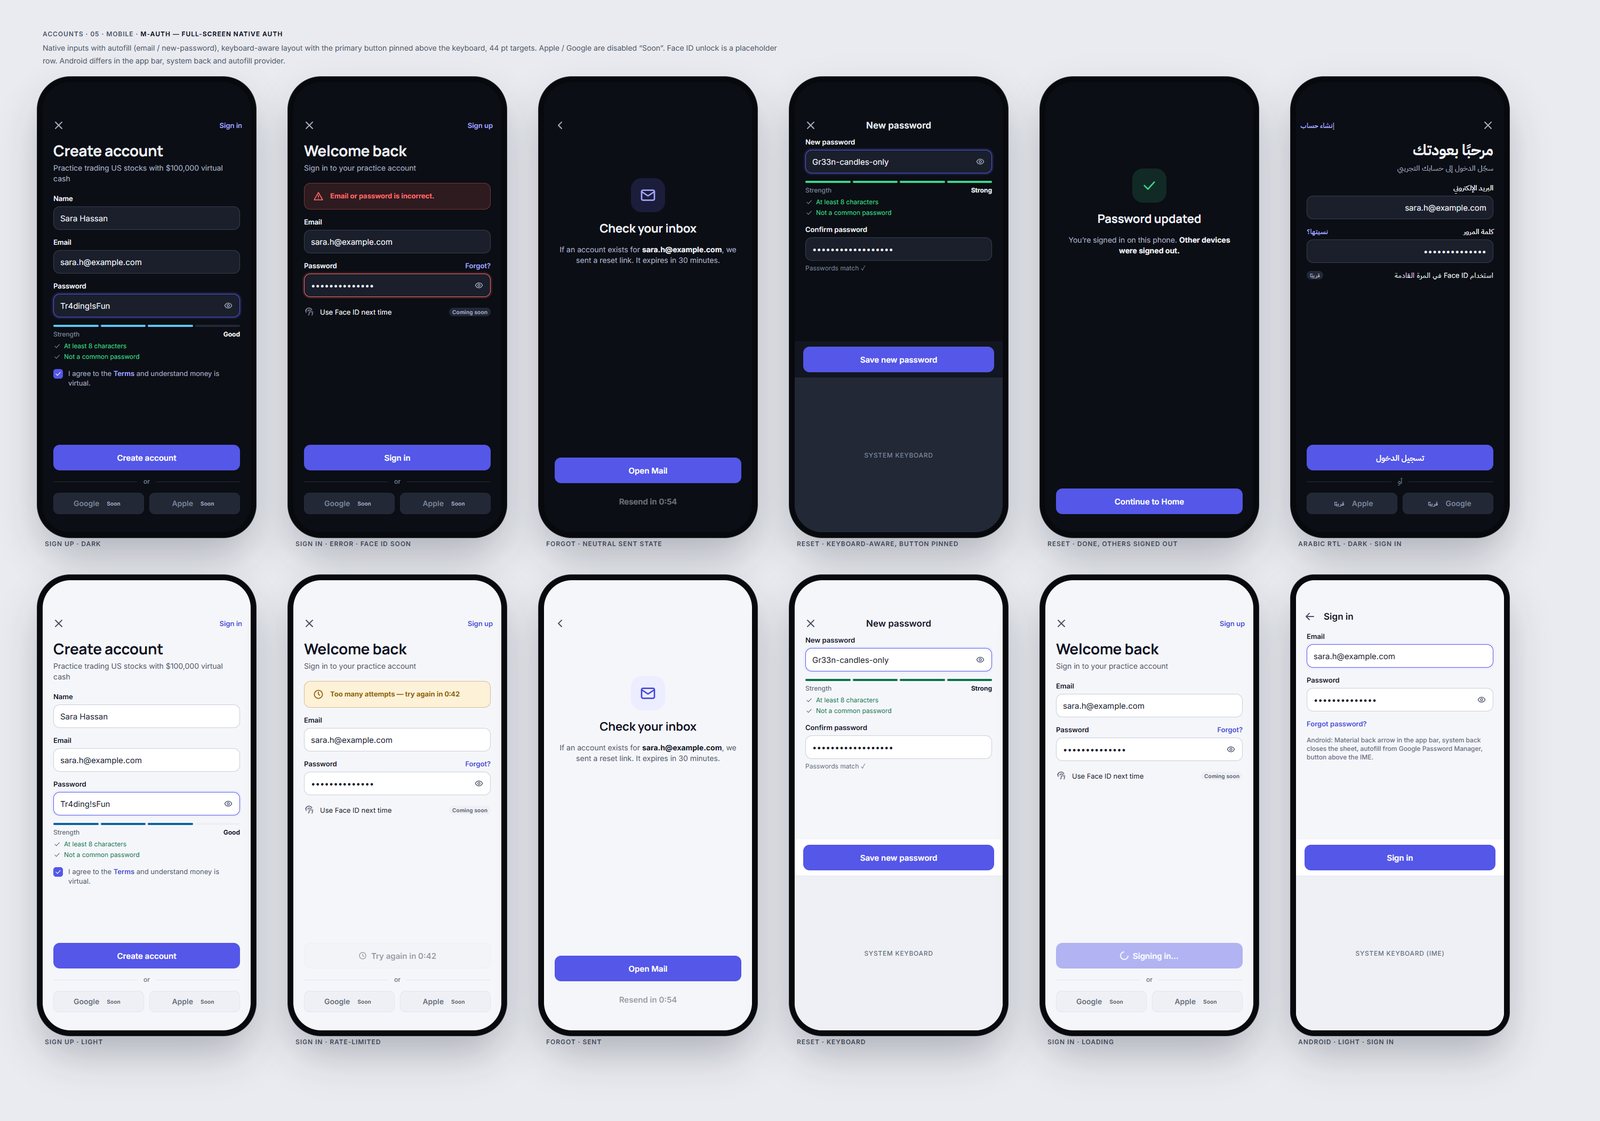 ACCOUNTS · 05 · MOBILE · M-AUTH — FULL-SCREEN NATIVE AUTH
Native inputs with autofill (email / new-password), keyboard-aware layout with the primary button pinned above the keyboard, 44 pt targets. Apple / Google are disabled “Soon”. Face ID unlock is a placeholder
row. Android differs in the app bar, system back and autofill provider.
Sign in
Create account
Practice trading US stocks with $100,000 virtual
cash
Name
Sara Hassan
Email
sara.h@example.com
Password
Tr4ding!sFun
Strength Good
✓ At least 8 characters
✓ Not a common password
I agree to the Terms and understand money is
virtual.
Create account
or
Google Soon Apple Soon
SIGN UP · DARK
Sign up
Welcome back
Sign in to your practice account
Email or password is incorrect.
Email
sara.h@example.com
Password Forgot?
••••••••••••••
Use Face ID next time Coming soon
Sign in
or
Google Soon Apple Soon
SIGN IN · ERROR · FACE ID SOON
Check your inbox
If an account exists for sara.h@example.com, we
sent a reset link. It expires in 30 minutes.
Open Mail
Resend in 0:54
FORGOT · NEUTRAL SENT STATE
New password
New password
Gr33n-candles-only
Strength Strong
✓ At least 8 characters
✓ Not a common password
Confirm password
••••••••••••••••••
Passwords match ✓
Save new password
SYSTEM KEYBOARD
RESET · KEYBOARD-AWARE, BUTTON PINNED
Password updated
You're signed in on this phone. Other devices
were signed out.
Continue to Home
RESET · DONE, OTHERS SIGNED OUT
إنشاء حساب
مرحبًا بعودتك
سجّل الدخول إلى حسابك التجريبي
البريد الإلكتروني
sara.h@example.com
كلمة المرور نسيتها؟
••••••••••••••
استخدام Face ID في المرة القادمة قريبًا
تسجيل الدخول
أو
Google قريبًا Apple قريبًا
ARABIC RTL · DARK · SIGN IN
Sign in
Create account
Practice trading US stocks with $100,000 virtual
cash
Name
Sara Hassan
Email
sara.h@example.com
Password
Tr4ding!sFun
Strength Good
✓ At least 8 characters
✓ Not a common password
I agree to the Terms and understand money is
virtual.
Create account
or
Google Soon Apple Soon
SIGN UP · LIGHT
Sign up
Welcome back
Sign in to your practice account
Too many attempts — try again in 0:42
Email
sara.h@example.com
Password Forgot?
••••••••••••••
Use Face ID next time Coming soon
Try again in 0:42
or
Google Soon Apple Soon
SIGN IN · RATE-LIMITED
Check your inbox
If an account exists for sara.h@example.com, we
sent a reset link. It expires in 30 minutes.
Open Mail
Resend in 0:54
FORGOT · SENT
New password
New password
Gr33n-candles-only
Strength Strong
✓ At least 8 characters
✓ Not a common password
Confirm password
••••••••••••••••••
Passwords match ✓
Save new password
SYSTEM KEYBOARD
RESET · KEYBOARD
Sign up
Welcome back
Sign in to your practice account
Email
sara.h@example.com
Password Forgot?
••••••••••••••
Use Face ID next time Coming soon
Signing in…
or
Google Soon Apple Soon
SIGN IN · LOADING
Sign in
Email
sara.h@example.com
Password
••••••••••••••
Forgot password?
Android: Material back arrow in the app bar, system back
closes the sheet, autofill from Google Password Manager,
button above the IME.
Sign in
SYSTEM KEYBOARD (IME)
ANDROID · LIGHT · SIGN IN